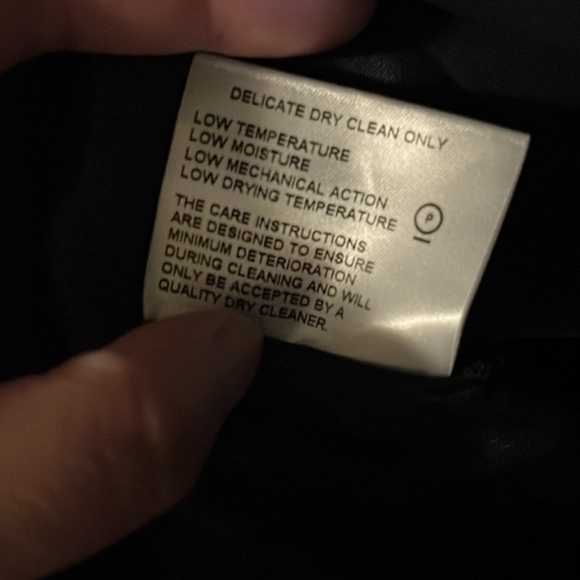 DELICATE DRY CLEAN ONLY
LOW TEMPERATURE
LOW MOISTURE
LOW MECHANICAL ACTION
LOW DRYING TEMPERATURE
P
THE CARE INSTRUCTIONS
ARE DESIGNED TO ENSURE
MINIMUM DETERIORATION
DURING CLEANING AND WILL
ONLY BE ACCEPTED BY A
QUALITY DRY CLEANER.